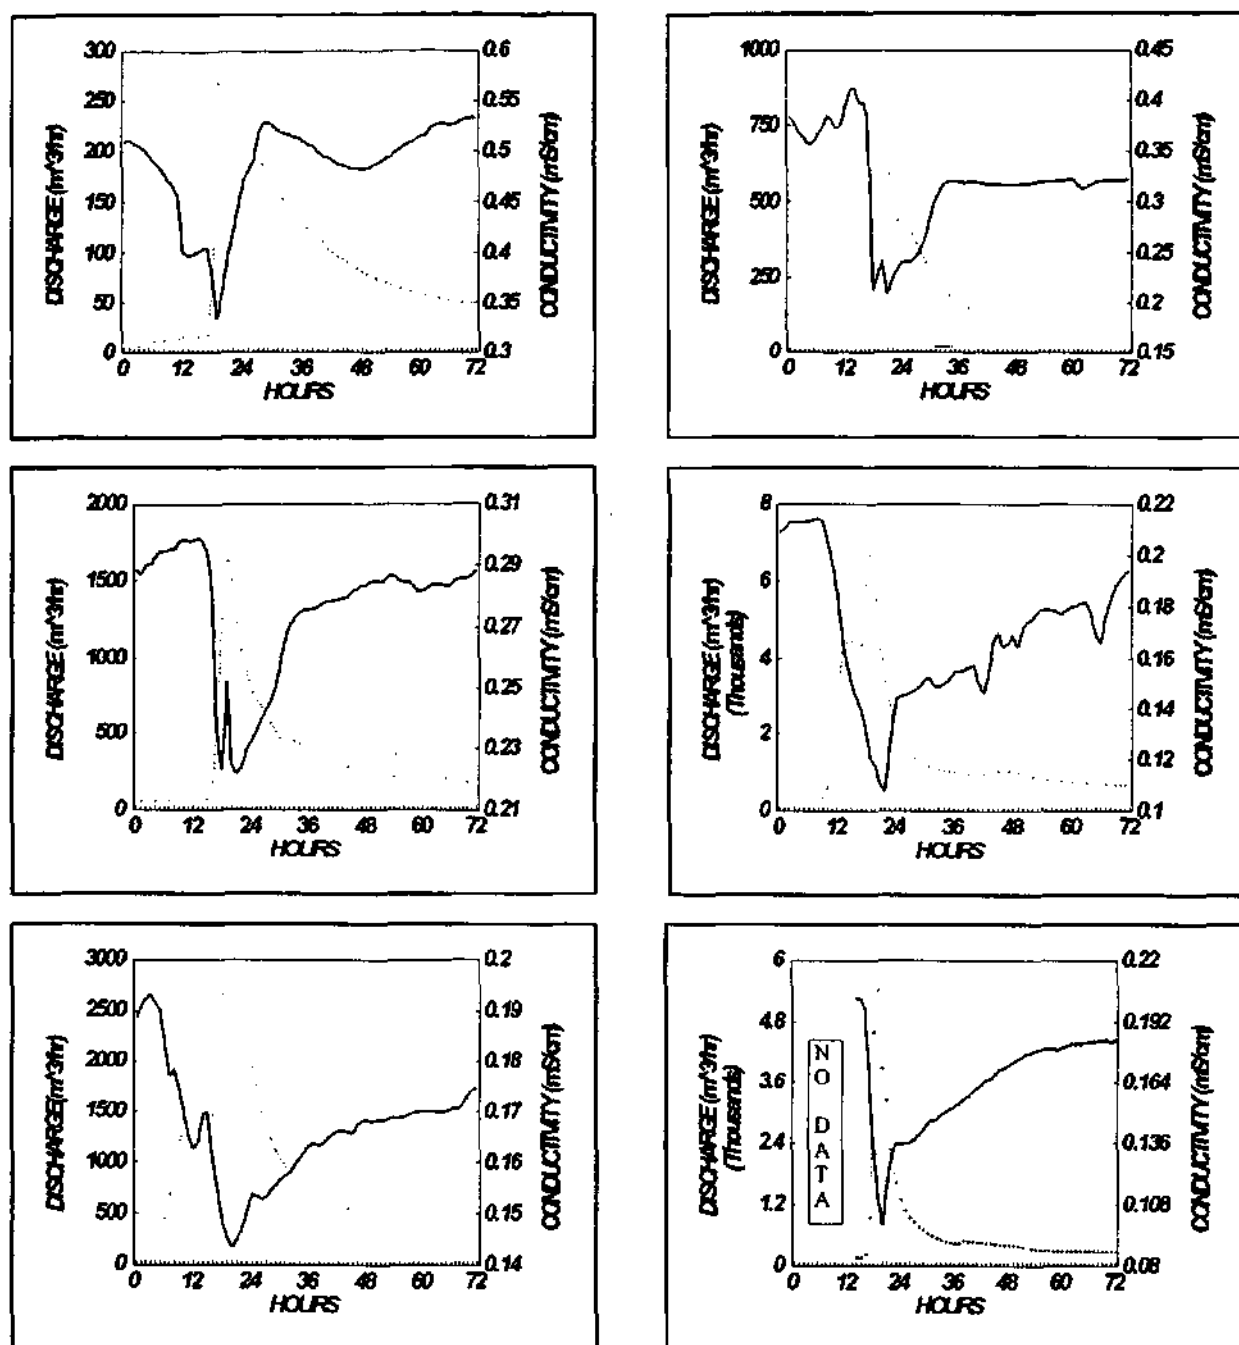 300
250
200
150
100
50
0
DISCHARGE (m^3/hr)
0.6
0.55
0.5
0.45
0.4
0.35
0.3
CONDUCTIVITY (mS/cm)
0 12 24 36 48 60 72
HOURS
1000
750
500
250
0
DISCHARGE (m^3/hr)
0.45
0.4
0.35
0.3
0.25
0.2
0.15
CONDUCTIVITY (mS/cm)
0 12 24 36 48 60 72
HOURS
2000
1500
1000
500
0
DISCHARGE (m^3/hr)
0.31
0.29
0.27
0.25
0.23
0.21
CONDUCTIVITY (mS/cm)
0 12 24 36 48 60 72
HOURS
8
6
4
2
0
DISCHARGE (m^3/hr)
(Thousands)
0.22
0.2
0.18
0.16
0.14
0.12
0.1
CONDUCTIVITY (mS/cm)
0 12 24 36 48 60 72
HOURS
3000
2500
2000
1500
1000
500
0
DISCHARGE(m^3/hr)
0.2
0.19
0.18
0.17
0.16
0.15
0.14
CONDUCTIVITY (mS/cm)
0 12 24 36 48 60 72
HOURS
6
4.8
3.6
2.4
1.2
0
DISCHARGE (m^3/hr)
(Thousands)
NO DATA
0.22
0.192
0.164
0.136
0.108
0.08
CONDUCTIVITY (mS/cm)
0 12 24 36 48 60 72
HOURS